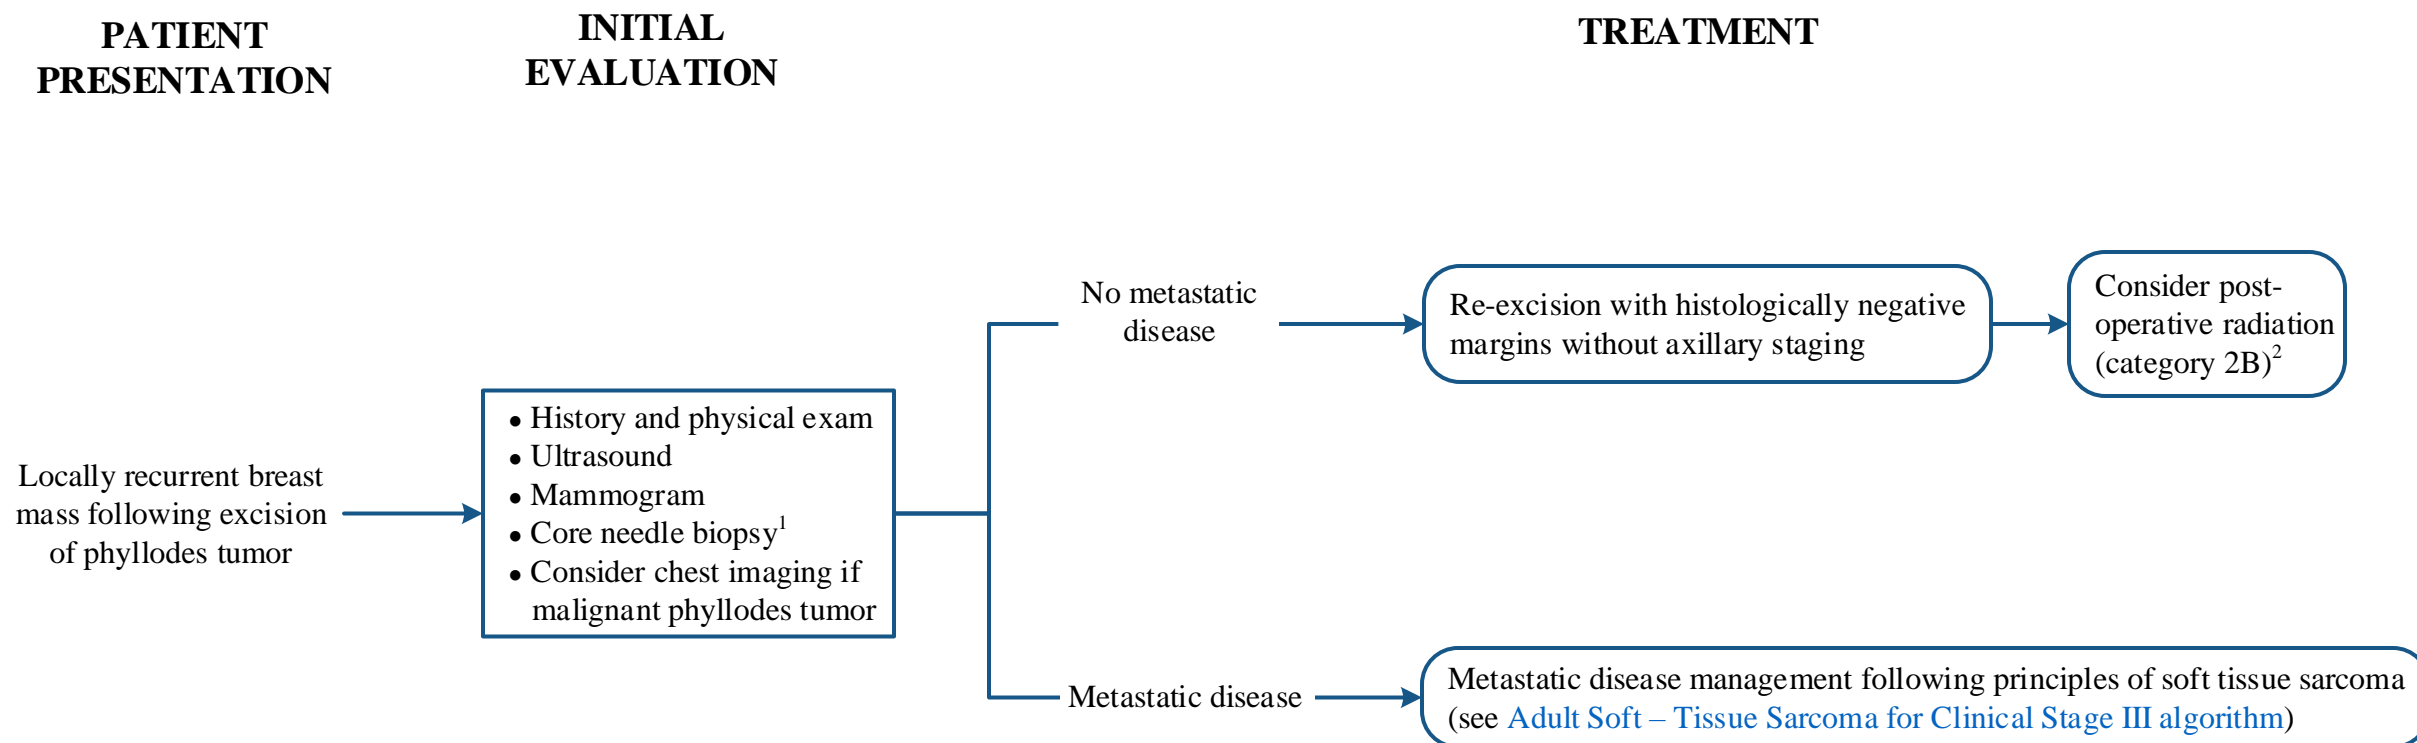 PATIENT
PRESENTATION
INITIAL
EVALUATION
TREATMENT
Locally recurrent breast
mass following excision
of phyllodes tumor
● History and physical exam
● Ultrasound
● Mammogram
● Core needle biopsy¹
● Consider chest imaging if
malignant phyllodes tumor
No metastatic
disease
Re-excision with histologically negative
margins without axillary staging
Consider post-
operative radiation
(category 2B)²
Metastatic disease
Metastatic disease management following principles of soft tissue sarcoma
(see Adult Soft – Tissue Sarcoma for Clinical Stage III algorithm)